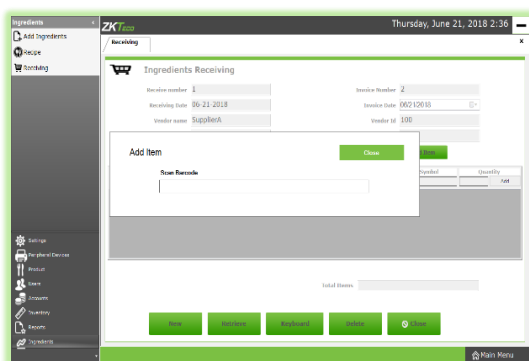 Ingredients
ZKTeco
Thursday, June 21, 2018 2:36
Add Ingredients
Recipe
Receiving
Receiving
x
Ingredients Receiving
Receive number 1
Invoice Number 2
Receiving Date 06-21-2018
Invoice Date 06/21/2018
Vendor name SupplierA
Vendor Id 100
Add Item
Close
Item
Scan Barcode
Symbol
Quantity
Add
Settings
Peripheral Devices
Product
Users
Accounts
Inventory
Reports
Ingredients
Total Items
New
Retrieve
Keyboard
Delete
Close
Main Menu